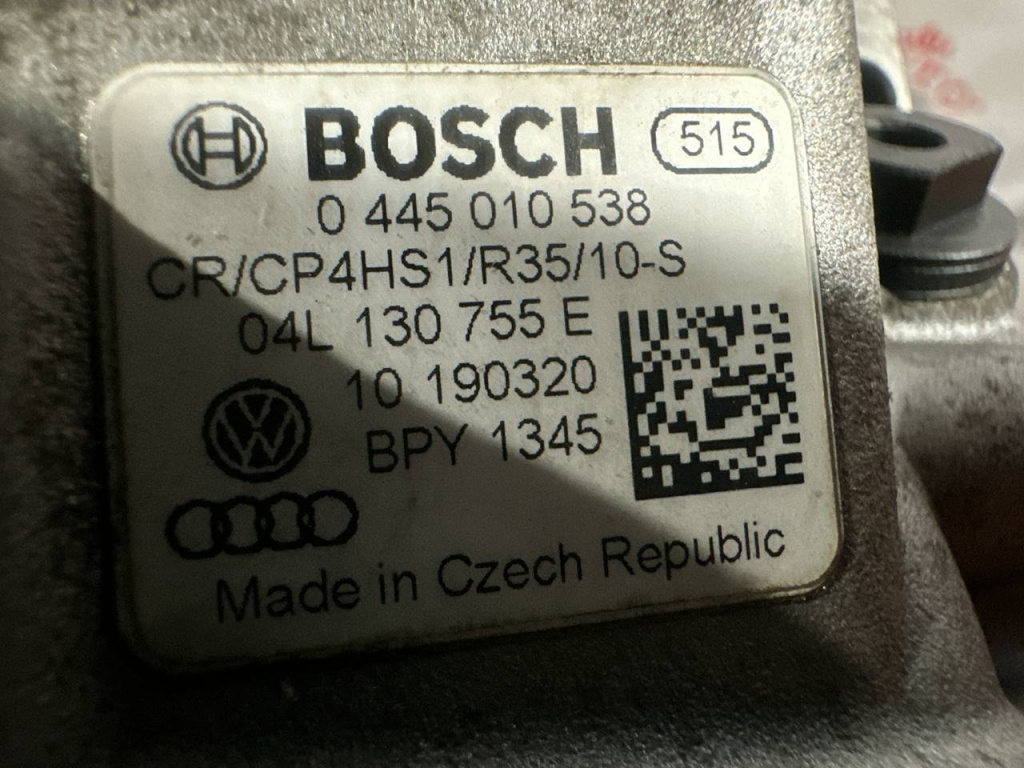 BOSCH 515
0 445 010 538
CR/CP4HS1/R35/10-S
04L 130 755 E
10 190320
BPY 1345
Made in Czech Republic